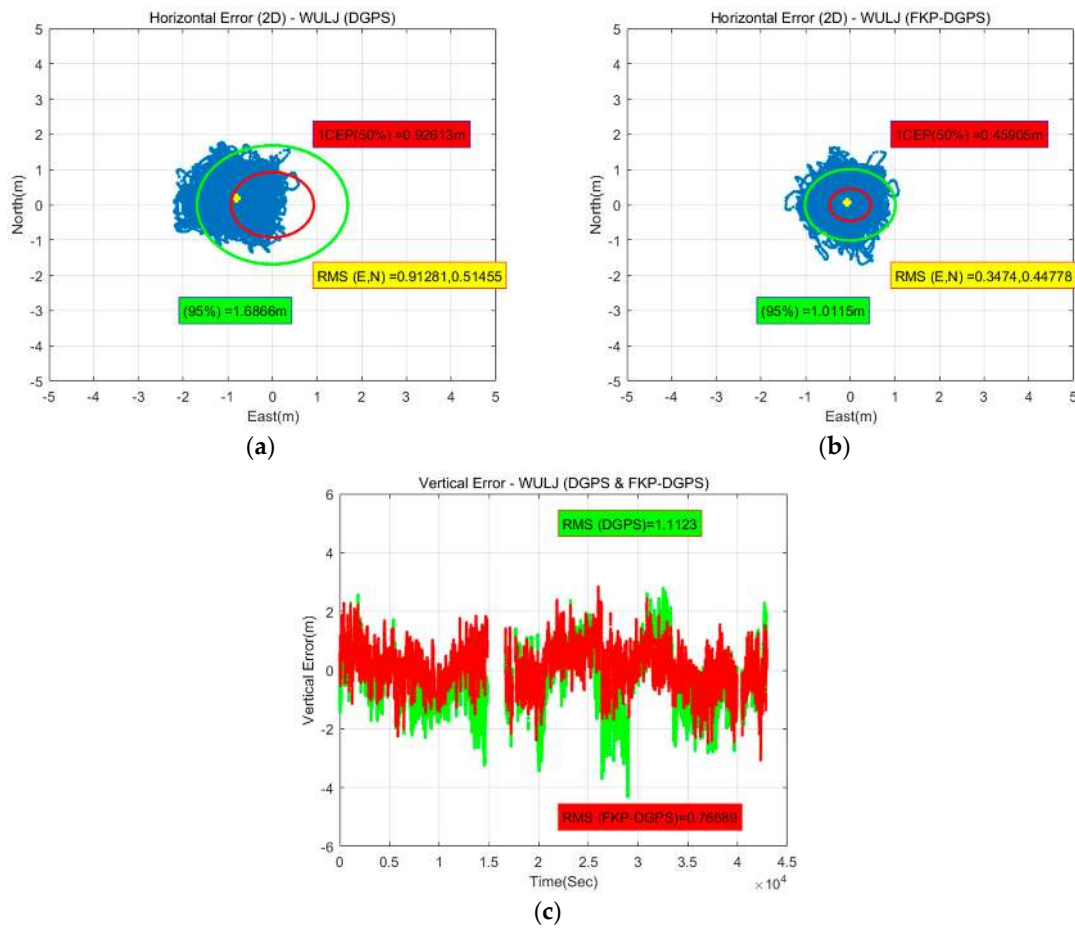 Horizontal Error (2D) - WULJ (DGPS)
5
4
3
2
1
0
-1
-2
-3
-4
-5
North(m)
1CEP(50%) =0.92613m
RMS (E,N) =0.91281,0.51455
(95%) =1.6866m
-5 -4 -3 -2 -1 0 1 2 3 4 5
East(m)
(a)
Horizontal Error (2D) - WULJ (FKP-DGPS)
5
4
3
2
1
0
-1
-2
-3
-4
-5
North(m)
1CEP(50%) =0.45905m
RMS (E,N) =0.3474,0.44778
(95%) =1.0115m
-5 -4 -3 -2 -1 0 1 2 3 4 5
East(m)
(b)
Vertical Error - WULJ (DGPS & FKP-DGPS)
6
4
2
0
-2
-4
-6
Vertical Error(m)
RMS (DGPS)=1.1123
RMS (FKP-DGPS)=0.76689
0 0.5 1 1.5 2 2.5 3 3.5 4 4.5
Time(Sec)
×10⁴
(c)